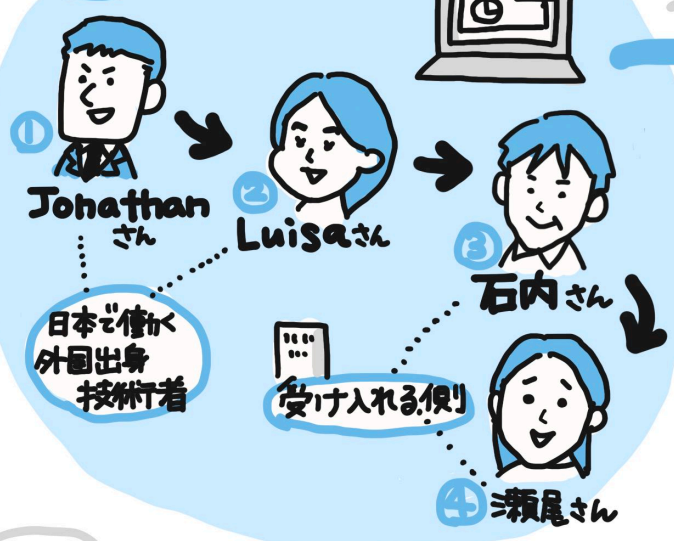 ①
Jonathan
さん
②
Luisaさん
③
石内さん
日本で働く
外国出身
技術者
受け入れる側
④
瀬尾さん